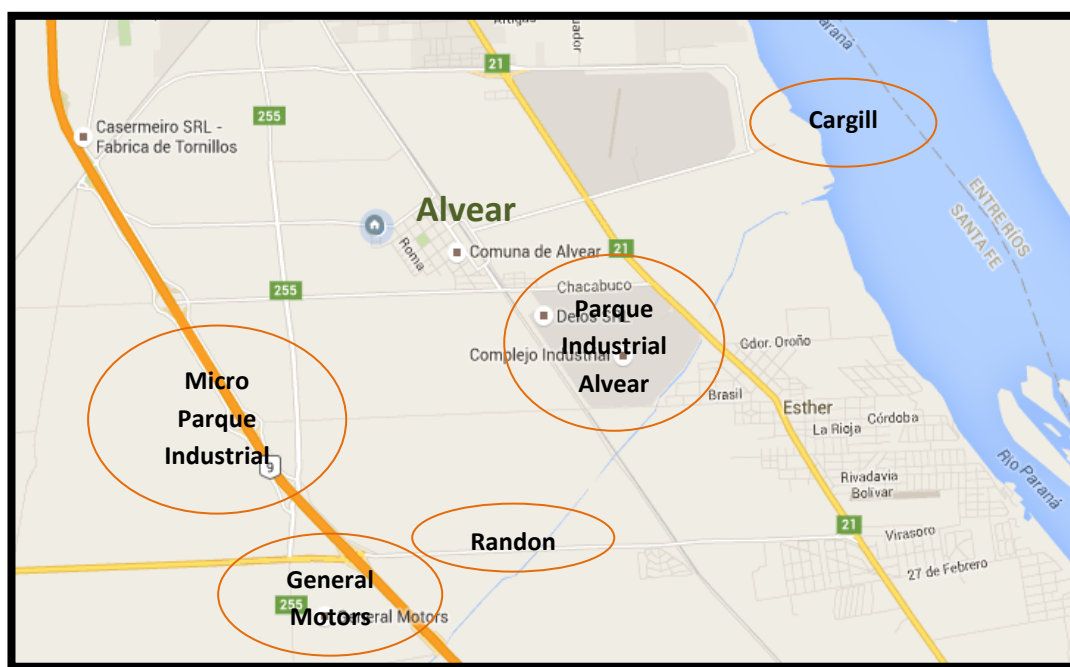 Artigas
uador
Paraná
21
Cargill
255
Casermeiro SRL -
Fabrica de Tornillos
ENTRE RÍOS
SANTA FE
Alvear
Roma
Comuna de Alvear
21
255
Chacabuco
Delos SRL
Parque
Industrial
Alvear
Complejo Industrial
Gdor. Oroño
Micro
Parque
Industrial
9
Brasil
Esther
La Rioja
Córdoba
Rio Paraná
Rivadavia
Bolivar
21
Virasoro
27 de Febrero
Randon
General
Motors
255
General Motors